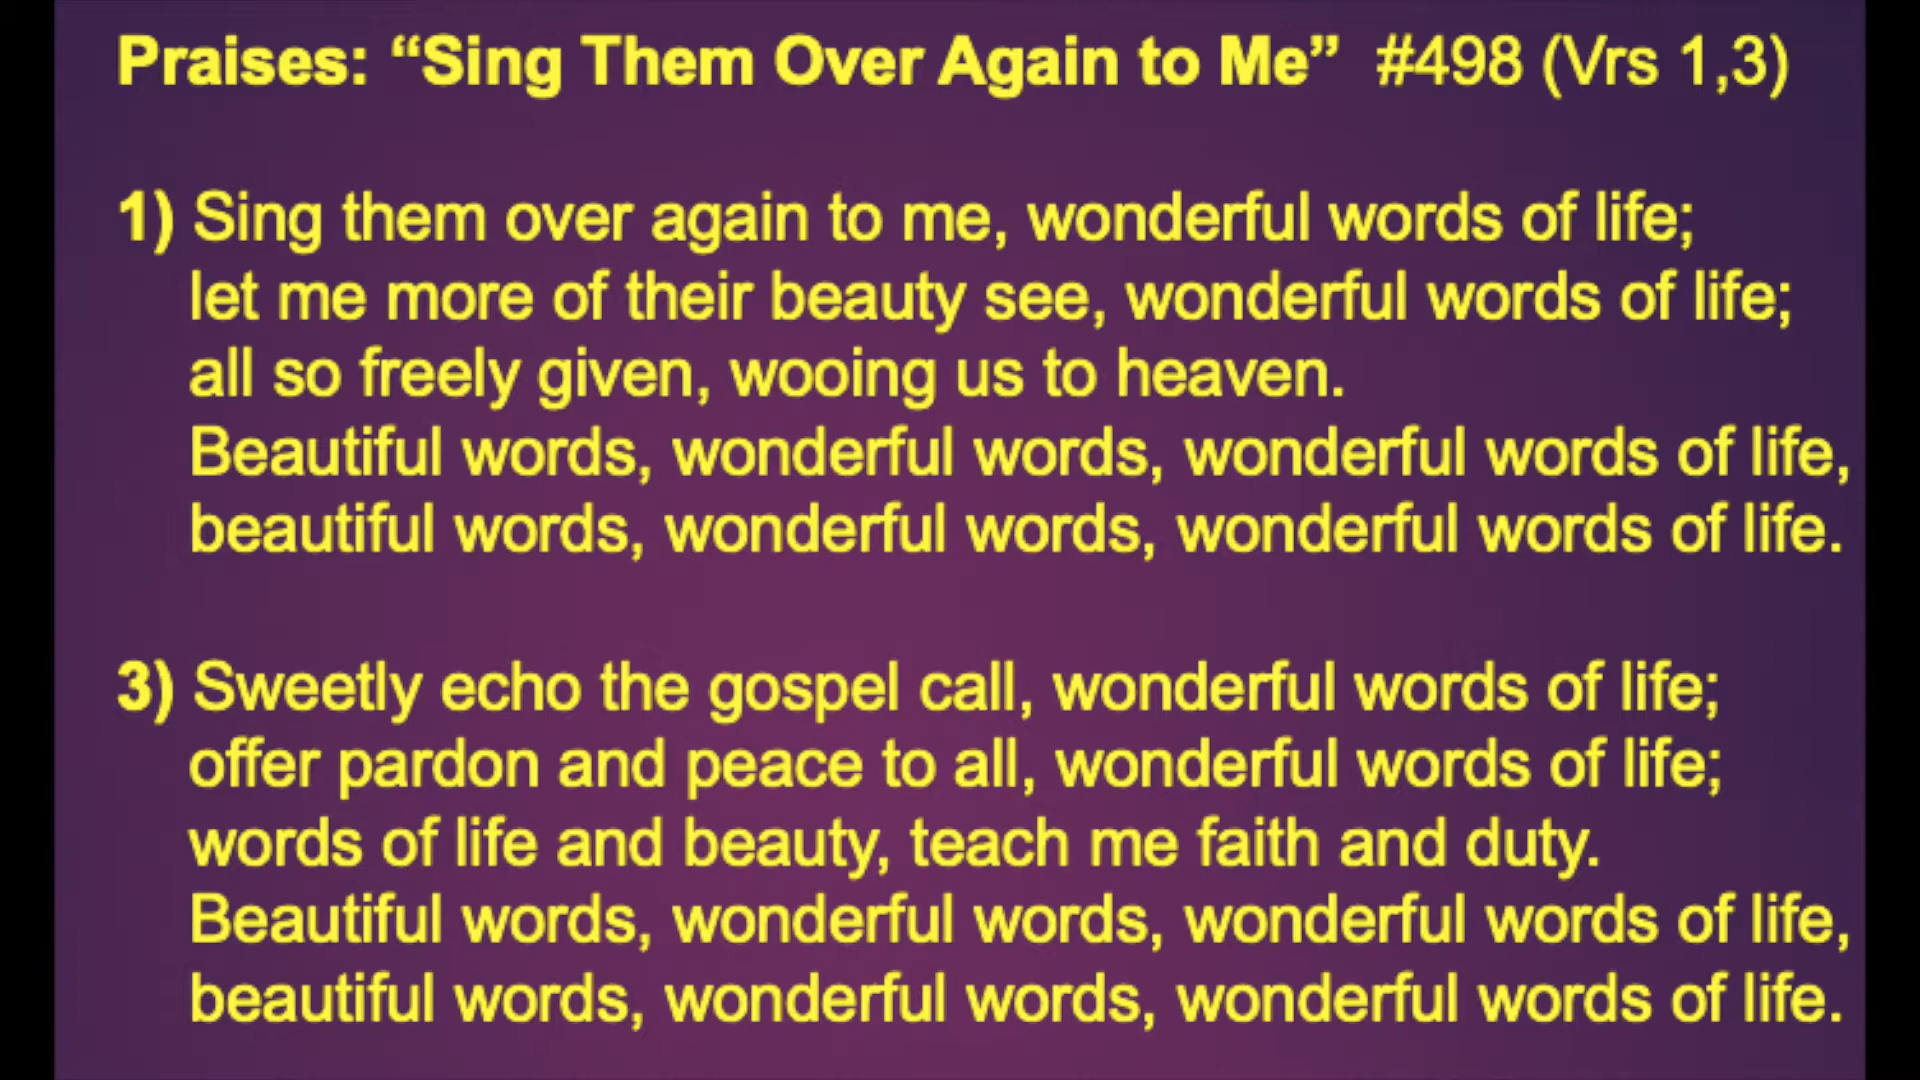 Praises: “Sing Them Over Again to Me” #498 (Vrs 1,3)
1) Sing them over again to me, wonderful words of life;
let me more of their beauty see, wonderful words of life;
all so freely given, wooing us to heaven.
Beautiful words, wonderful words, wonderful words of life,
beautiful words, wonderful words, wonderful words of life.
3) Sweetly echo the gospel call, wonderful words of life;
offer pardon and peace to all, wonderful words of life;
words of life and beauty, teach me faith and duty.
Beautiful words, wonderful words, wonderful words of life,
beautiful words, wonderful words, wonderful words of life.